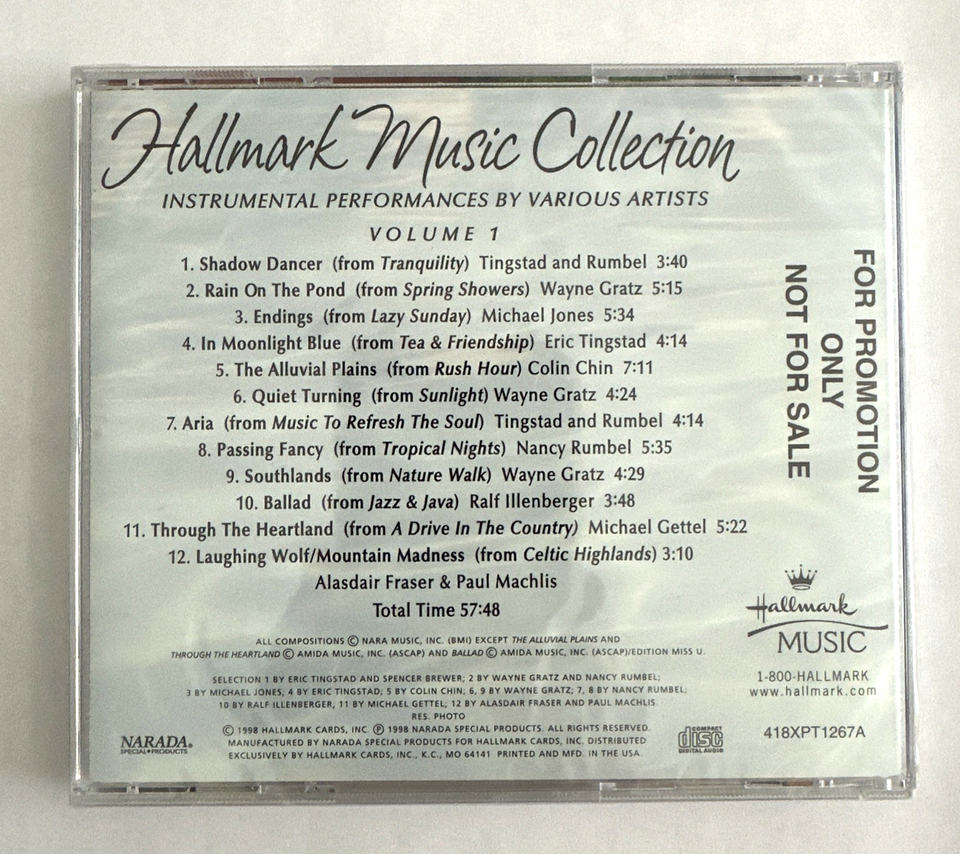 Hallmark Music Collection
INSTRUMENTAL PERFORMANCES BY VARIOUS ARTISTS
VOLUME 1
1. Shadow Dancer (from Tranquility) Tingstad and Rumbel 3:40
2. Rain On The Pond (from Spring Showers) Wayne Gratz 5:15
3. Endings (from Lazy Sunday) Michael Jones 5:34
4. In Moonlight Blue (from Tea & Friendship) Eric Tingstad 4:14
5. The Alluvial Plains (from Rush Hour) Colin Chin 7:11
6. Quiet Turning (from Sunlight) Wayne Gratz 4:24
7. Aria (from Music To Refresh The Soul) Tingstad and Rumbel 4:14
8. Passing Fancy (from Tropical Nights) Nancy Rumbel 5:35
9. Southlands (from Nature Walk) Wayne Gratz 4:29
10. Ballad (from Jazz & Java) Ralf Illenberger 3:48
11. Through The Heartland (from A Drive In The Country) Michael Gettel 5:22
12. Laughing Wolf/Mountain Madness (from Celtic Highlands) 3:10
Alasdair Fraser & Paul Machlis
Total Time 57:48
ALL COMPOSITIONS © NARA MUSIC, INC. (BMI) EXCEPT THE ALLUVIAL PLAINS AND
THROUGH THE HEARTLAND © AMIDA MUSIC, INC. (ASCAP) AND BALLAD © AMIDA MUSIC, INC. (ASCAP)/EDITION MISS U.
SELECTION 1 BY ERIC TINGSTAD AND SPENCER BREWER; 2 BY WAYNE GRATZ AND NANCY RUMBEL;
3 BY MICHAEL JONES; 4 BY ERIC TINGSTAD; 5 BY COLIN CHIN; 6, 9 BY WAYNE GRATZ; 7, 8 BY NANCY RUMBEL;
10 BY RALF ILLENBERGER, 11 BY MICHAEL GETTEL; 12 BY ALASDAIR FRASER AND PAUL MACHLIS.
RES. PHOTO
© 1998 HALLMARK CARDS, INC. ℗ 1998 NARADA SPECIAL PRODUCTS. ALL RIGHTS RESERVED.
MANUFACTURED BY NARADA SPECIAL PRODUCTS FOR HALLMARK CARDS, INC. DISTRIBUTED
EXCLUSIVELY BY HALLMARK CARDS, INC., K.C., MO 64141 PRINTED AND MFD. IN THE USA.
NARADA®
SPECIAL PRODUCTS
COMPACT
disc
DIGITAL AUDIO
FOR PROMOTION
ONLY
NOT FOR SALE
Hallmark
MUSIC
1-800-HALLMARK
www.hallmark.com
418XPT1267A